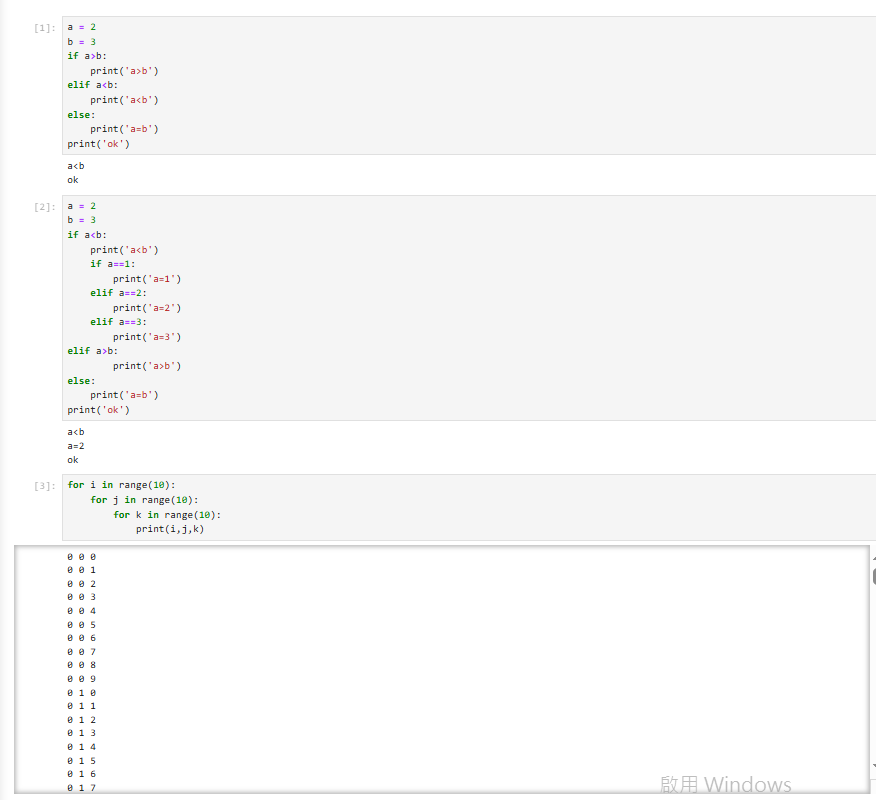 [1]:
a = 2
b = 3
if a>b:
    print('a>b')
elif a<b:
    print('a<b')
else:
    print('a=b')
print('ok')
a<b
ok
[2]:
a = 2
b = 3
if a<b:
    print('a<b')
    if a==1:
        print('a=1')
    elif a==2:
        print('a=2')
    elif a==3:
        print('a=3')
elif a>b:
        print('a>b')
else:
    print('a=b')
print('ok')
a<b
a=2
ok
[3]:
for i in range(10):
    for j in range(10):
        for k in range(10):
            print(i,j,k)
0 0 0
0 0 1
0 0 2
0 0 3
0 0 4
0 0 5
0 0 6
0 0 7
0 0 8
0 0 9
0 1 0
0 1 1
0 1 2
0 1 3
0 1 4
0 1 5
0 1 6
0 1 7
啟用 Windows